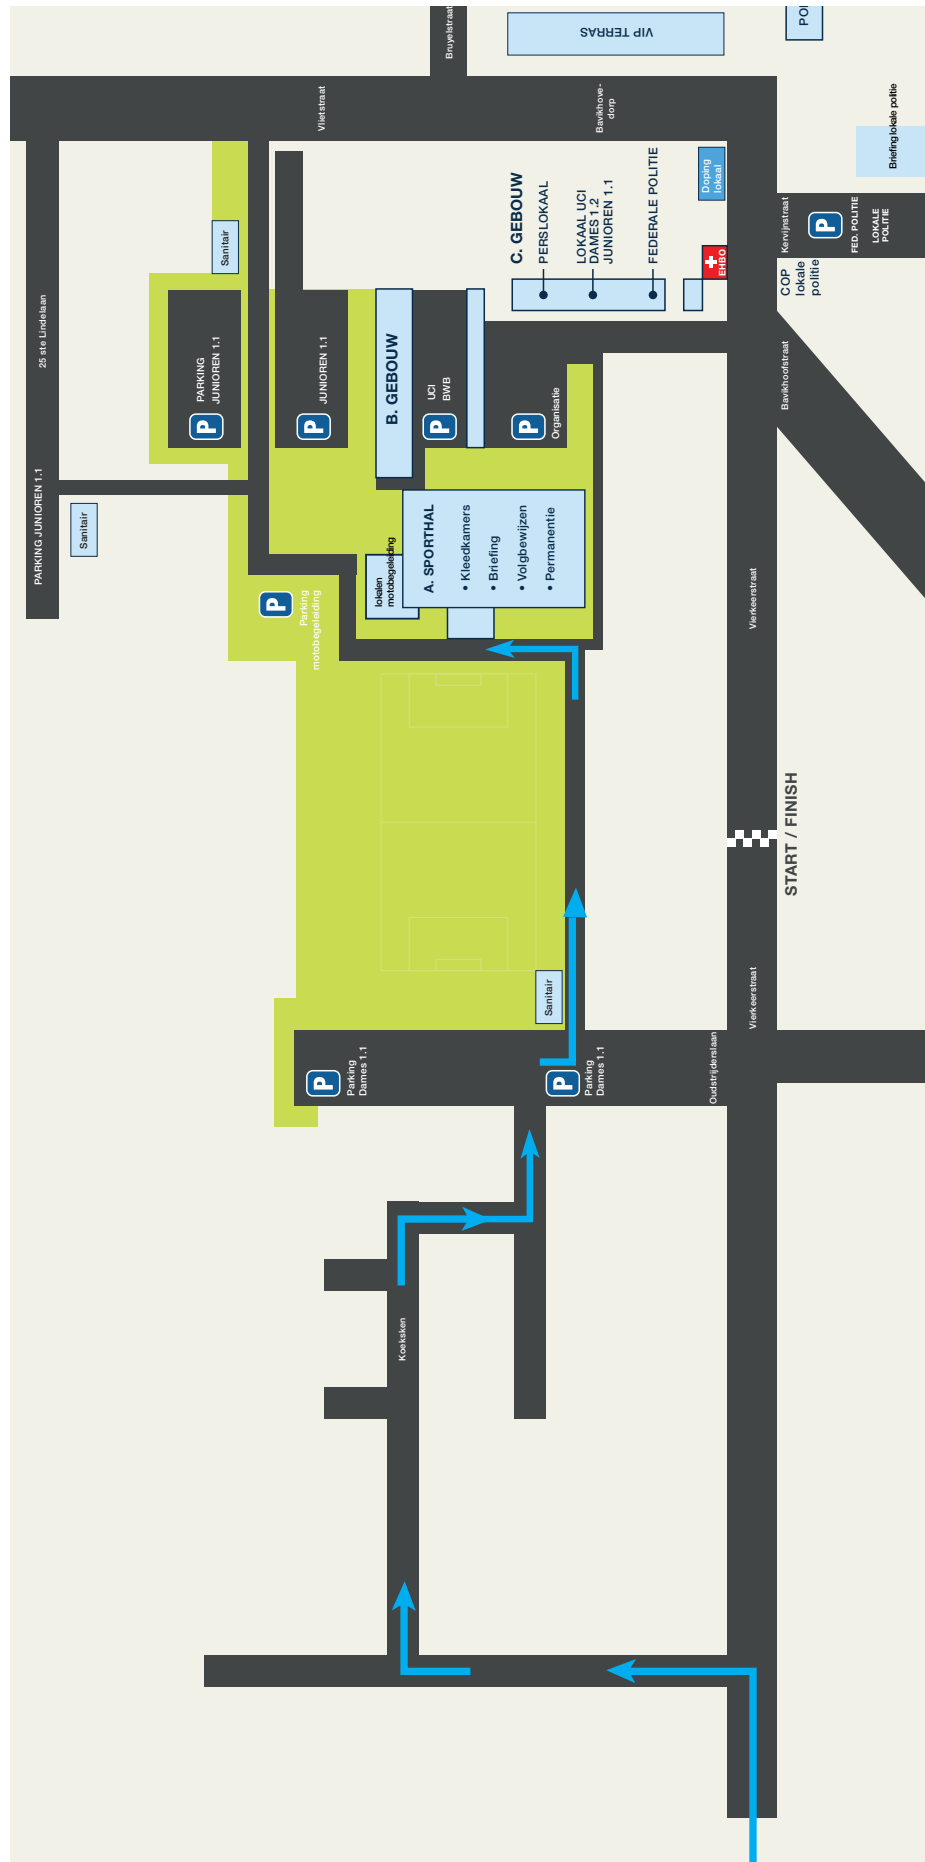 Bruyelstraat
VIP TERRAS
Vlietstraat
Bavikhove-
dorp
Briefing lokale politie
Doping
lokaal
C. GEBOUW
PERSLOKAAL
LOKAAL UCI
DAMES 1.2
JUNIOREN 1.1
FEDERALE POLITIE
EHBO
Kervijnstraat
P
FED. POLITIE
LOKALE
POLITIE
COP
lokale
politie
Sanitair
25 ste Lindelaan
PARKING
JUNIOREN 1.1
P
JUNIOREN 1.1
P
B. GEBOUW
UCI
BWB
P
Organisatie
P
Bavikhoofstraat
PARKING JUNIOREN 1.1
Sanitair
A. SPORTHAL
• Kleedkamers
• Briefing
• Volgbewijzen
• Permanentie
lokalen
motobegeleiding
P
Parking
motobegeleiding
Vierkeerstraat
START / FINISH
Sanitair
Vierkeerstraat
P
Parking
Dames 1.1
P
Parking
Dames 1.1
Oudstrijderslaan
Koeksken